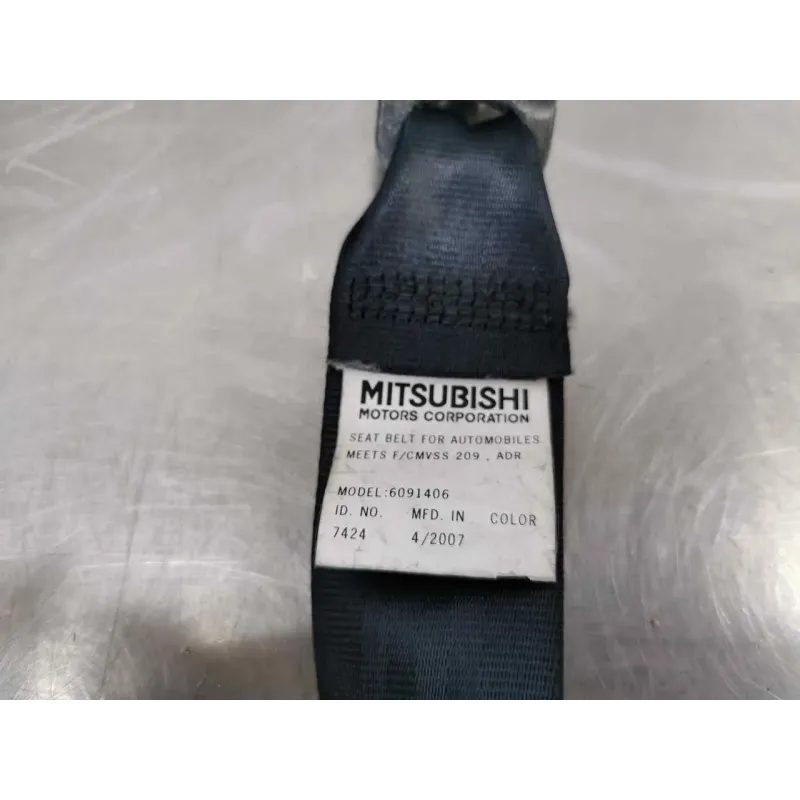 MITSUBISHI
MOTORS CORPORATION
SEAT BELT FOR AUTOMOBILES
MEETS F/CMVSS 209 , ADR
MODEL:6091406
ID. NO. MFD. IN COLOR
7424 4/2007